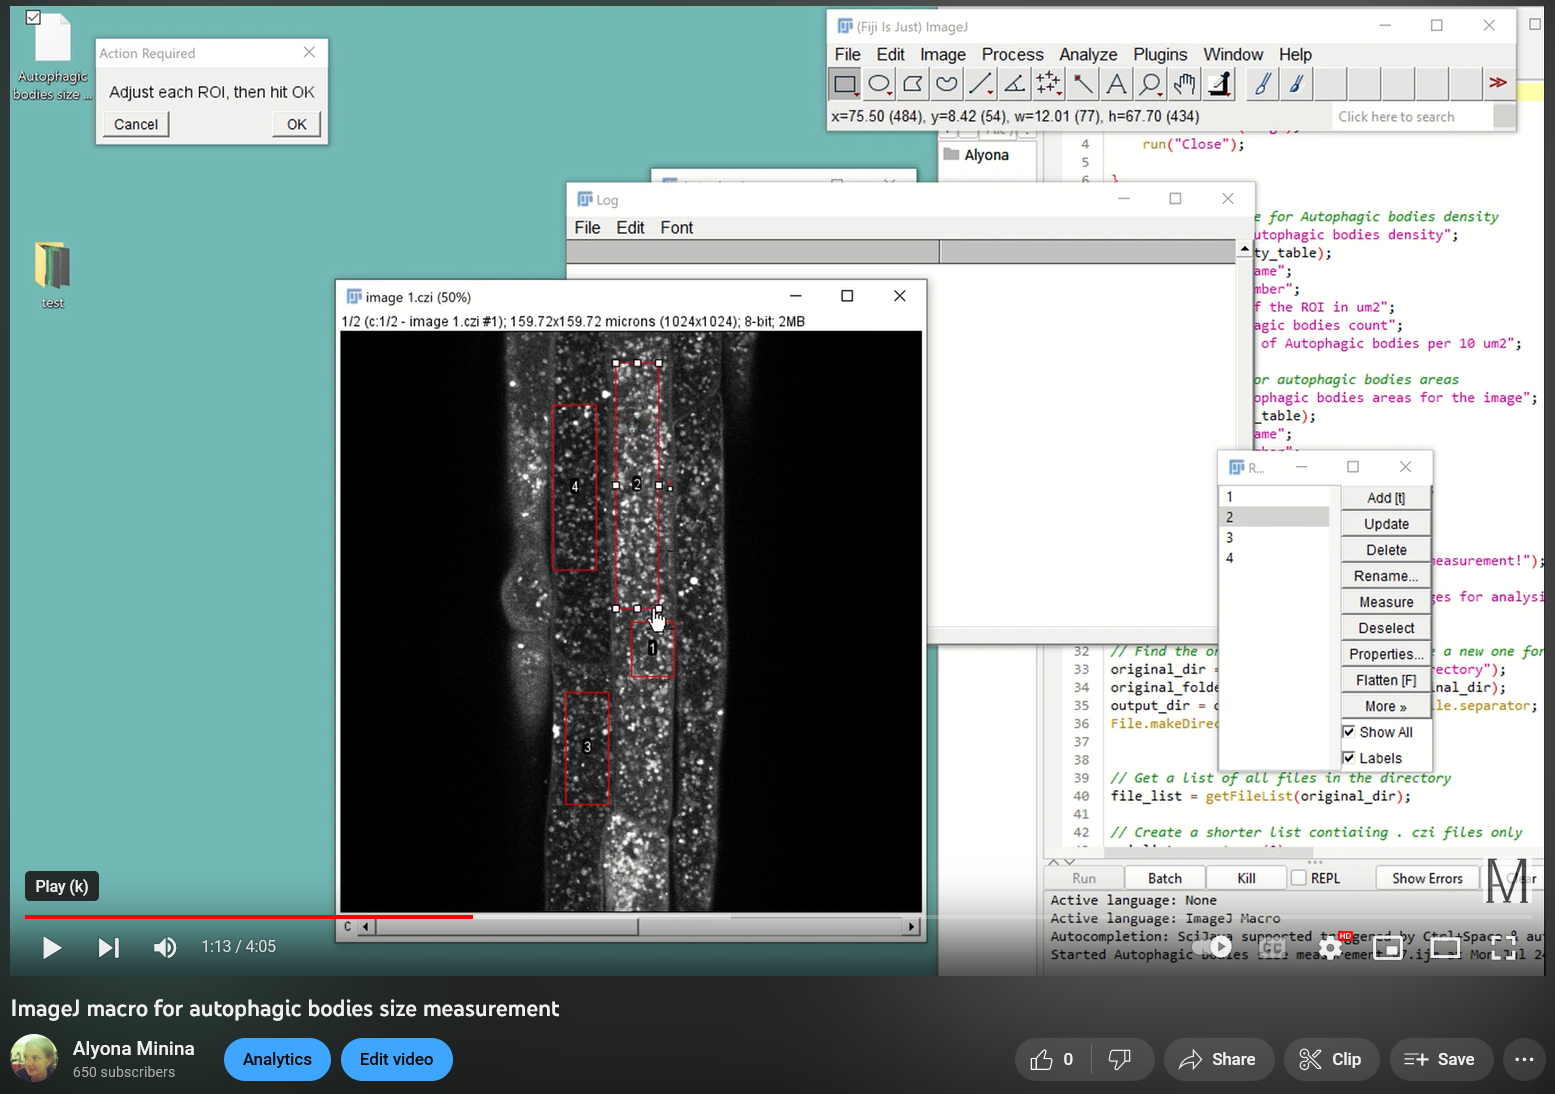 Autophagic
bodies size ...
Action Required
Adjust each ROI, then hit OK
Cancel
OK
test
(Fiji Is Just) ImageJ
File Edit Image Process Analyze Plugins Window Help
x=75.50 (484), y=8.42 (54), w=12.01 (77), h=67.70 (434)
Click here to search
Alyona
4 run("Close");
5
6 }
e for Autophagic bodies density
utophagic bodies density";
ty_table);
ame";
mber";
f the ROI in um2";
agic bodies count";
of Autophagic bodies per 10 um2";
or autophagic bodies areas
ophagic bodies areas for the image";
_table);
ame";
Log
File Edit Font
image 1.czi (50%)
1/2 (c:1/2 - image 1.czi #1); 159.72x159.72 microns (1024x1024); 8-bit; 2MB
4
2
1
3
C
R...
1
2
3
4
Add [t]
Update
Delete
Rename...
Measure
Deselect
Properties...
Flatten [F]
More »
Show All
Labels
measurement!");
ges for analysi
32 // Find the or
e a new one for
33 original_dir =
rectory");
34 original_folde
nal_dir);
35 output_dir = c
le.separator;
36 File.makeDirec
37
38
39 // Get a list of all files in the directory
40 file_list = getFileList(original_dir);
41
42 // Create a shorter list contiaiing . czi files only
Run Batch Kill REPL Show Errors
Active language: None
Active language: ImageJ Macro
Autocompletion: SciJava supported
Started Autophagic bodies size
M
Play (k)
1:13 / 4:05
CC
HD
ImageJ macro for autophagic bodies size measurement
Alyona Minina
650 subscribers
Analytics
Edit video
0
Share
Clip
Save